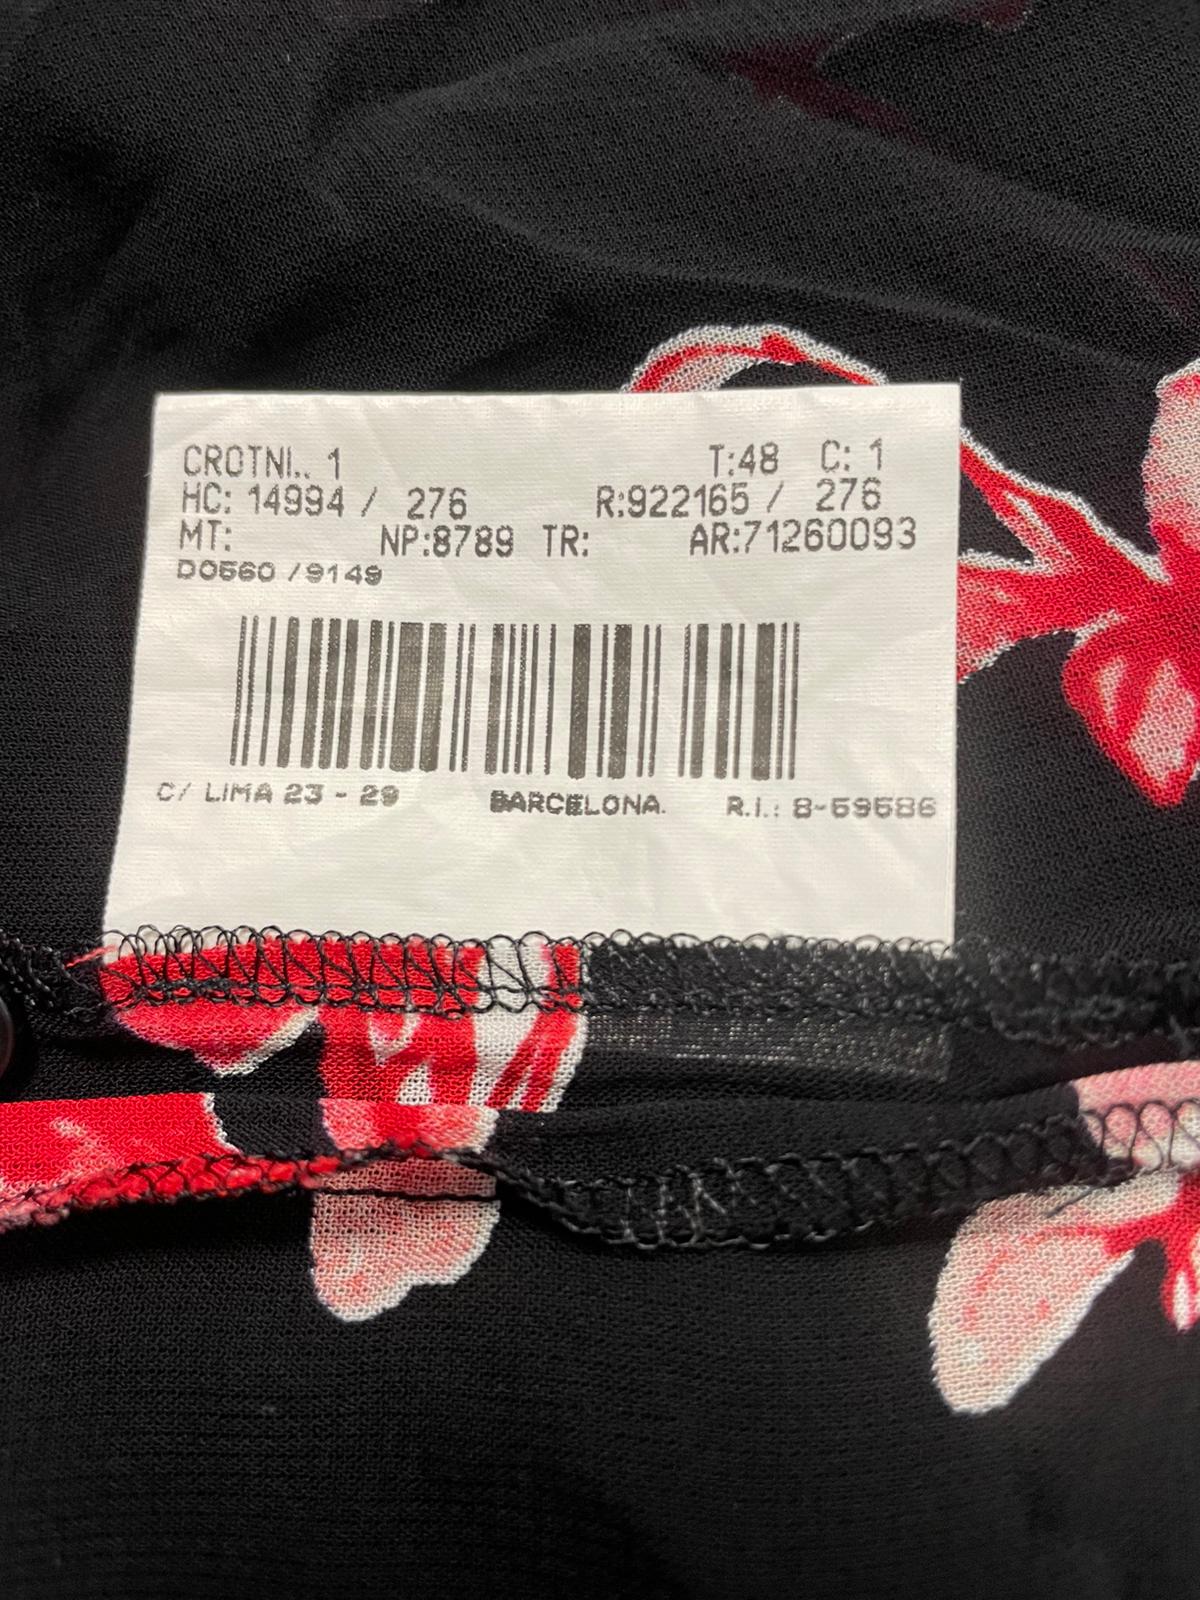 CROTNI.. 1 T:48 C: 1
HC: 14994 / 276 R:922165 / 276
MT: NP:8789 TR: AR:71260093
D0560 /9149
C/ LIMA 23 - 29 BARCELONA. R.I.: 8-59586